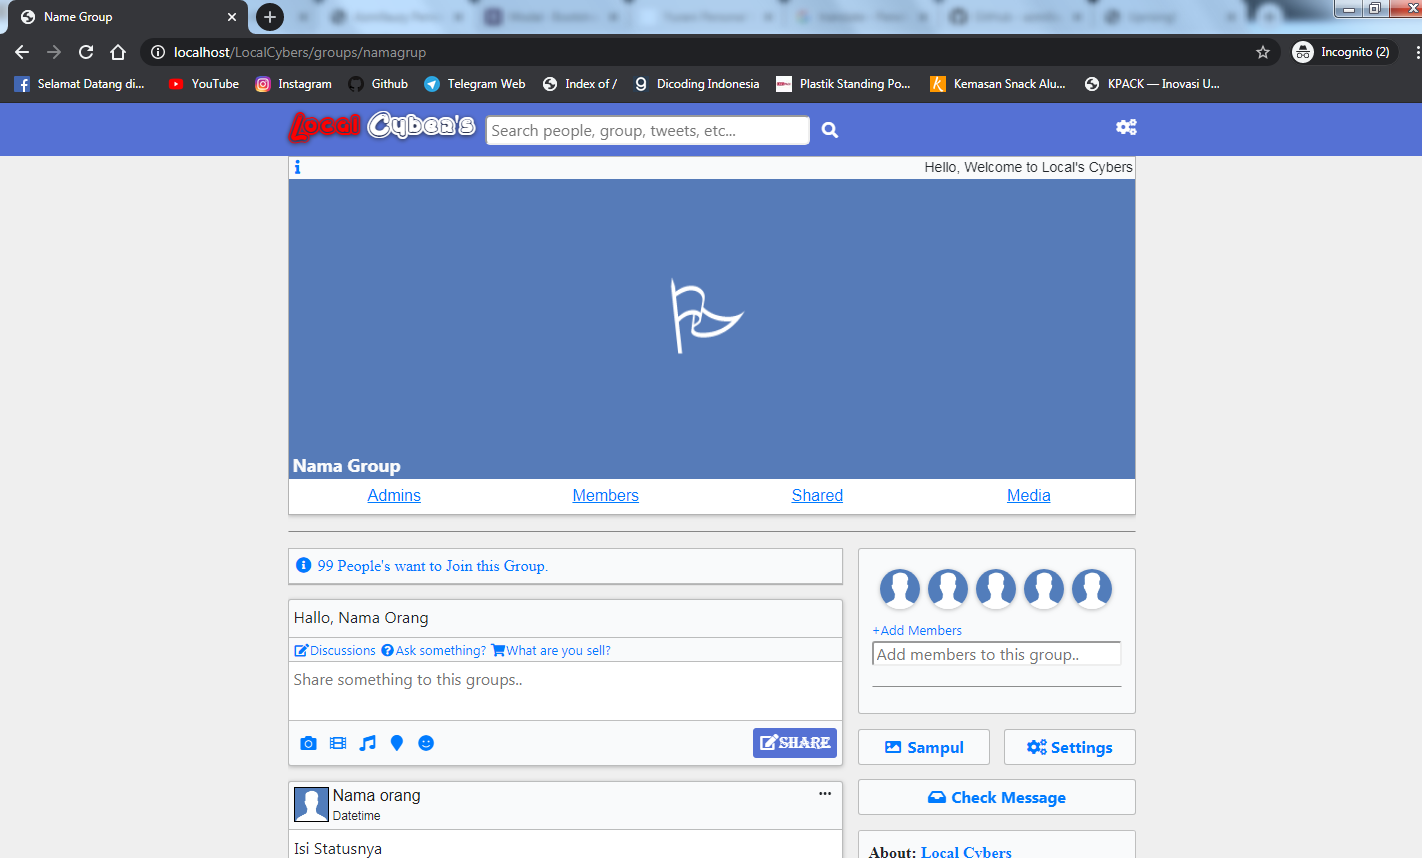 Name Group
localhost/LocalCybers/groups/namagrup
Incognito (2)
Selamat Datang di...
YouTube
Instagram
Github
Telegram Web
Index of /
Dicoding Indonesia
Plastik Standing Po...
Kemasan Snack Alu...
KPACK — Inovasi U...
Local Cyber's
Search people, group, tweets, etc...
Hello, Welcome to Local's Cybers
Nama Group
Admins
Members
Shared
Media
99 People's want to Join this Group.
Hallo, Nama Orang
Discussions Ask something? What are you sell?
Share something to this groups..
SHARE
Nama orang
Datetime
Isi Statusnya
+Add Members
Add members to this group..
Sampul
Settings
Check Message
About: Local Cybers